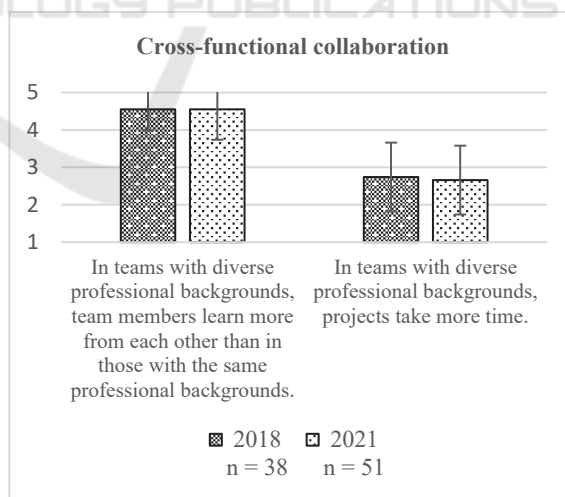 OLOGY PUBLICATIONS
Cross-functional collaboration
5
4
3
2
1
In teams with diverse
professional backgrounds,
team members learn more
from each other than in
those with the same
professional backgrounds.
In teams with diverse
professional backgrounds,
projects take more time.
2018 2021
n = 38 n = 51